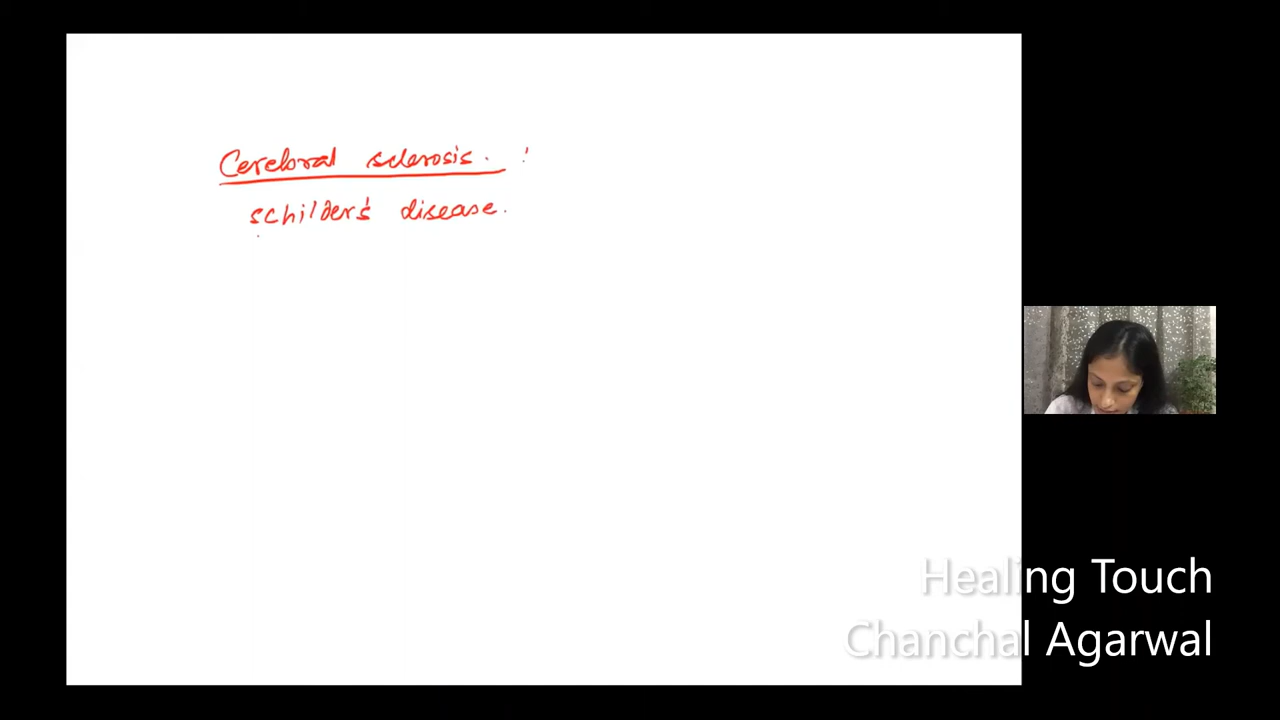 Cerebral sclerosis. :
schilder's disease.
Healing Touch
Chanchal Agarwal